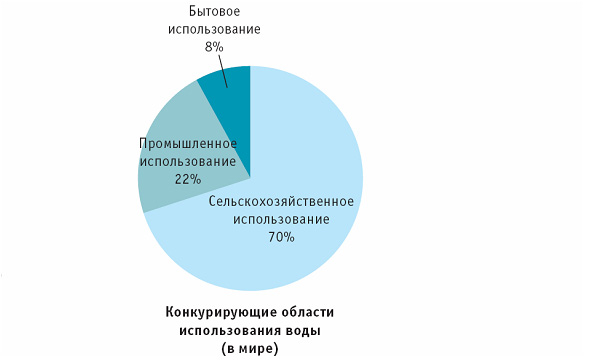 Бытовое
использование
8%
Промышленное
использование
22%
Сельскохозяйственное
использование
70%
Конкурирующие области
использования воды
(в мире)